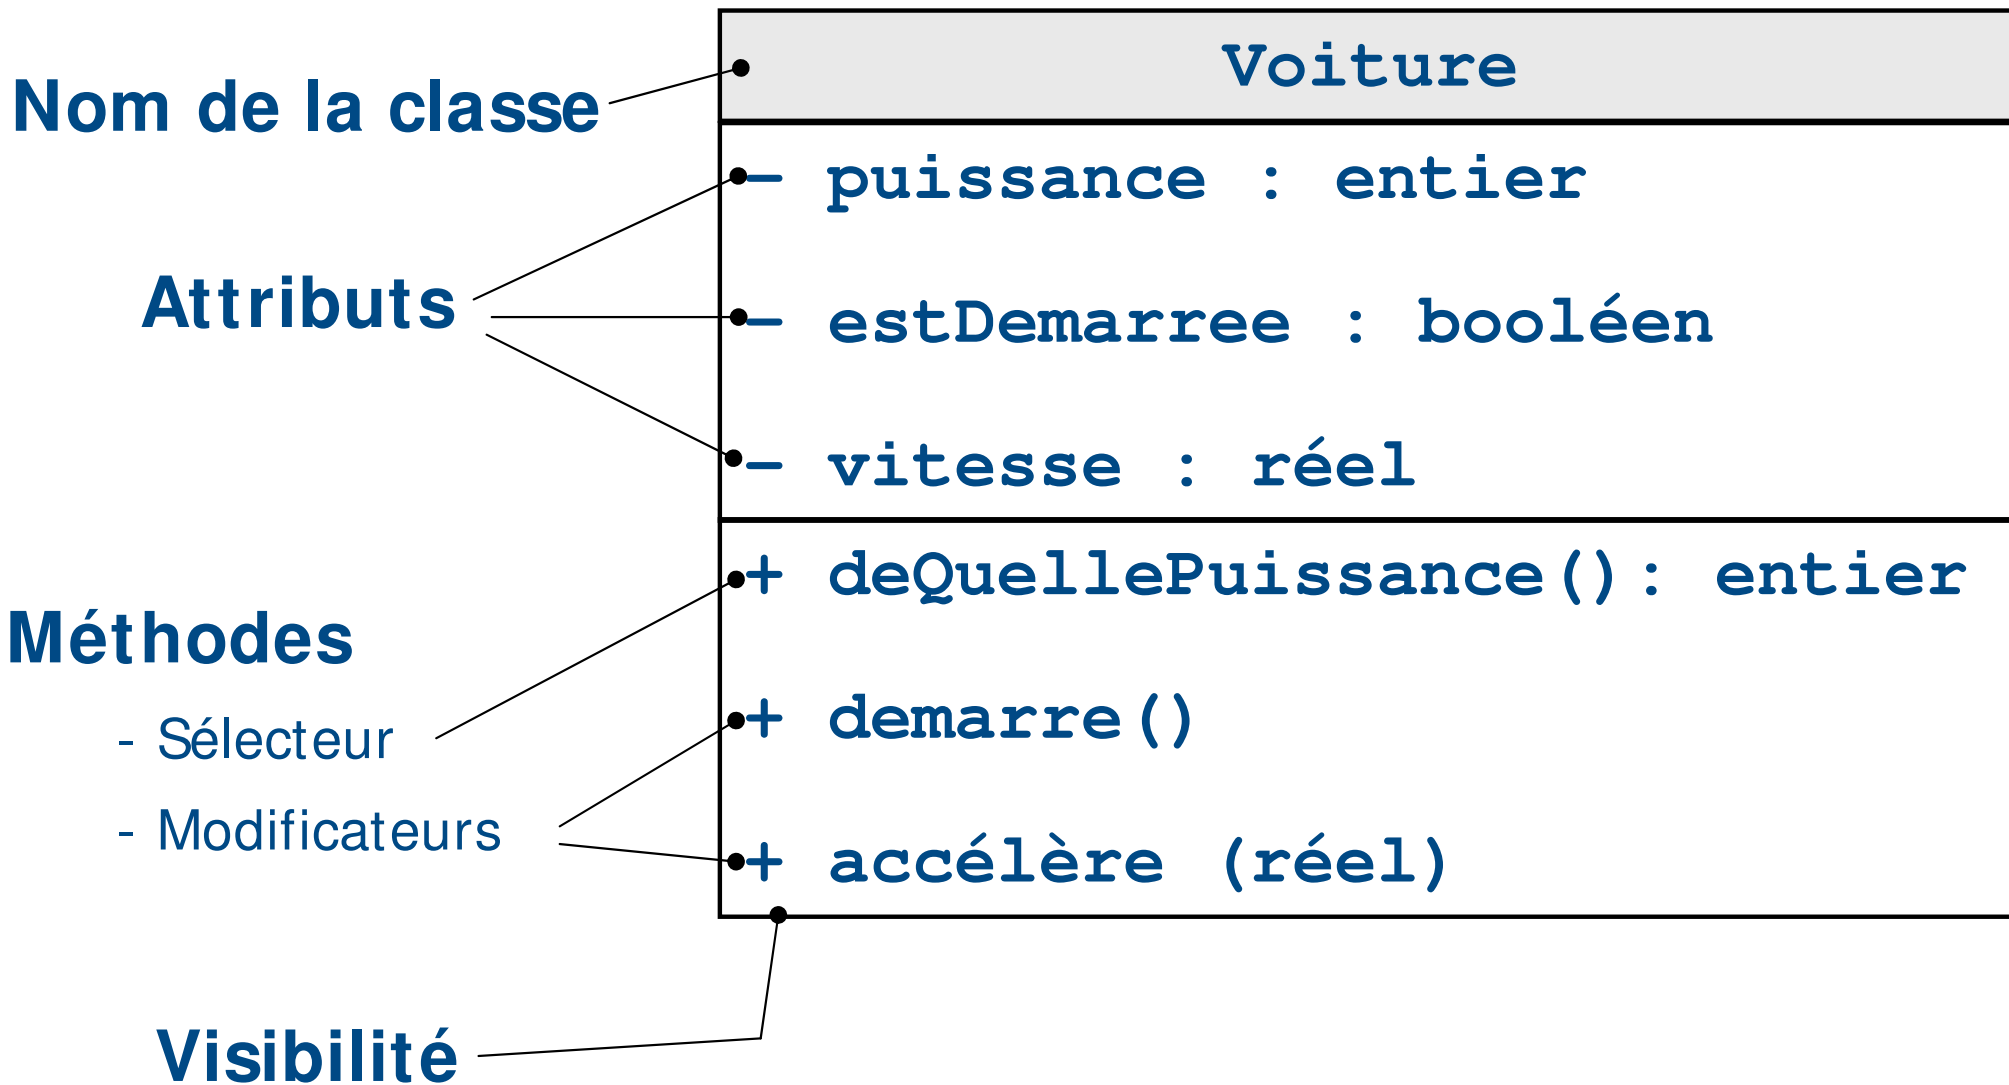 Voiture
Nom de la classe
- puissance : entier
Attributs
- estDemarree : booléen
- vitesse : réel
+ deQuellePuissance(): entier
Méthodes
- Sélecteur
+ demarre()
- Modificateurs
+ accélère (réel)
Visibilité